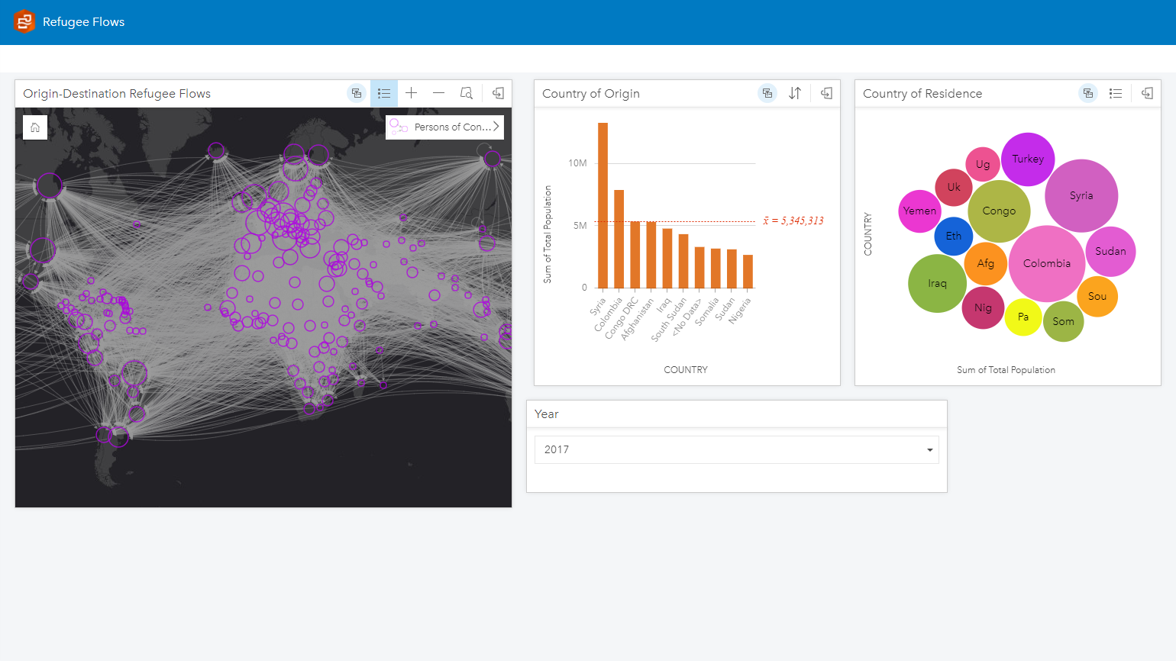 Refugee Flows
Origin-Destination Refugee Flows
Persons of Con...
Country of Origin
Sum of Total Population
10M
5M
0
x̄ = 5,345,313
Syria
Colombia
Congo DRC
Afghanistan
Iraq
South Sudan
<No Data>
Somalia
Sudan
Nigeria
COUNTRY
Country of Residence
COUNTRY
Ug
Turkey
Uk
Syria
Yemen
Congo
Eth
Sudan
Afg
Colombia
Iraq
Sou
Nig
Pa
Som
Sum of Total Population
Year
2017